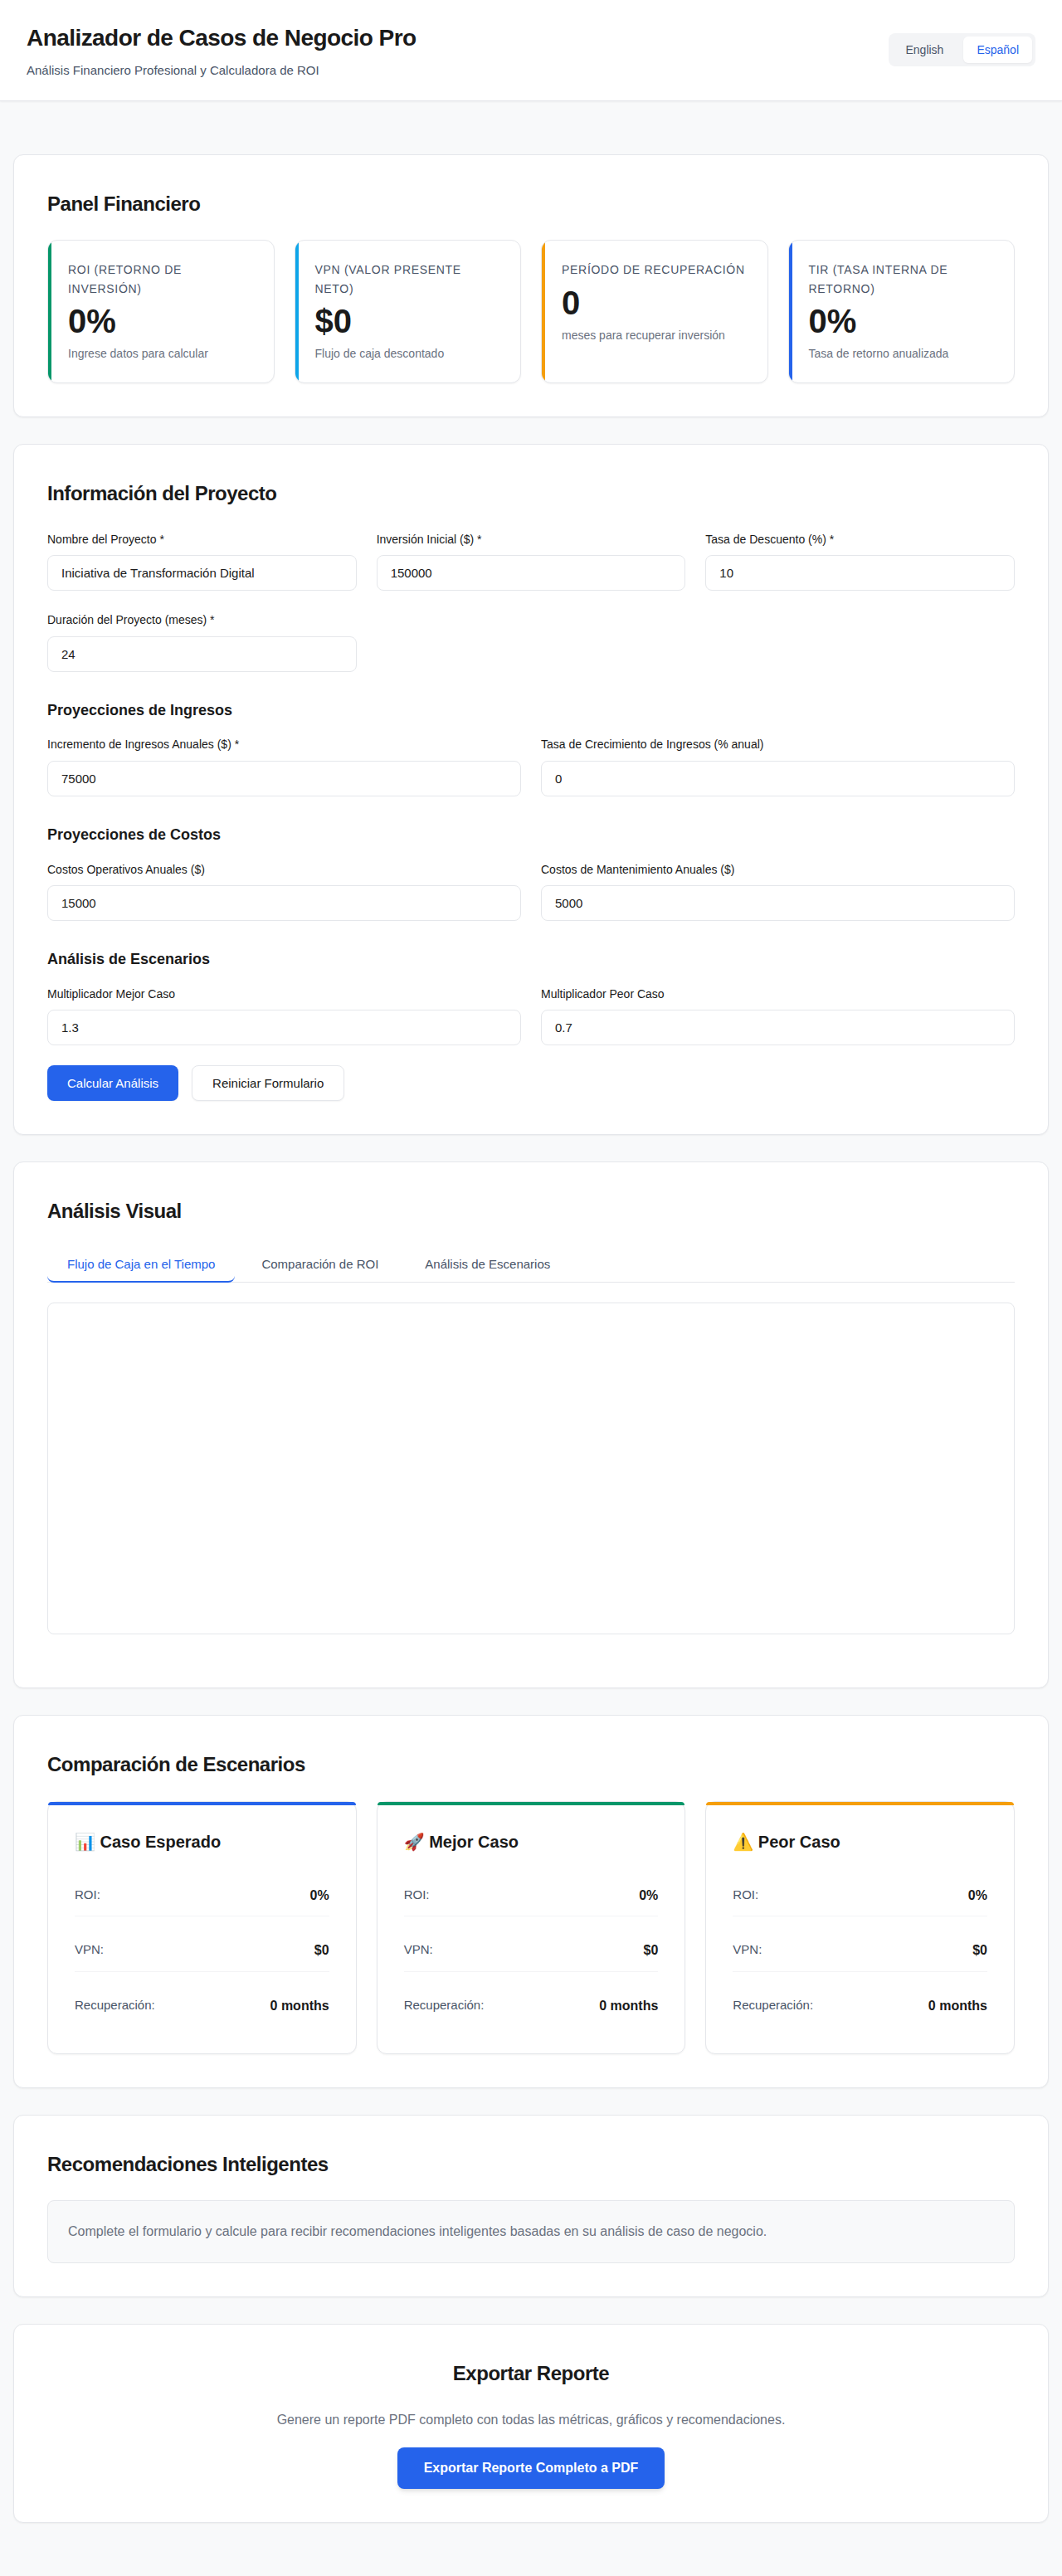 Analizador de Casos de Negocio Pro
Análisis Financiero Profesional y Calculadora de ROI
English
Español
Panel Financiero
ROI (RETORNO DE
INVERSIÓN)
0%
Ingrese datos para calcular
VPN (VALOR PRESENTE
NETO)
$0
Flujo de caja descontado
PERÍODO DE RECUPERACIÓN
0
meses para recuperar inversión
TIR (TASA INTERNA DE
RETORNO)
0%
Tasa de retorno anualizada
Información del Proyecto
Nombre del Proyecto *
Iniciativa de Transformación Digital
Inversión Inicial ($) *
150000
Tasa de Descuento (%) *
10
Duración del Proyecto (meses) *
24
Proyecciones de Ingresos
Incremento de Ingresos Anuales ($) *
75000
Tasa de Crecimiento de Ingresos (% anual)
0
Proyecciones de Costos
Costos Operativos Anuales ($)
15000
Costos de Mantenimiento Anuales ($)
5000
Análisis de Escenarios
Multiplicador Mejor Caso
1.3
Multiplicador Peor Caso
0.7
Calcular Análisis
Reiniciar Formulario
Análisis Visual
Flujo de Caja en el Tiempo
Comparación de ROI
Análisis de Escenarios
Comparación de Escenarios
📊 Caso Esperado
ROI: 0%
VPN: $0
Recuperación: 0 months
🚀 Mejor Caso
ROI: 0%
VPN: $0
Recuperación: 0 months
⚠️ Peor Caso
ROI: 0%
VPN: $0
Recuperación: 0 months
Recomendaciones Inteligentes
Complete el formulario y calcule para recibir recomendaciones inteligentes basadas en su análisis de caso de negocio.
Exportar Reporte
Genere un reporte PDF completo con todas las métricas, gráficos y recomendaciones.
Exportar Reporte Completo a PDF